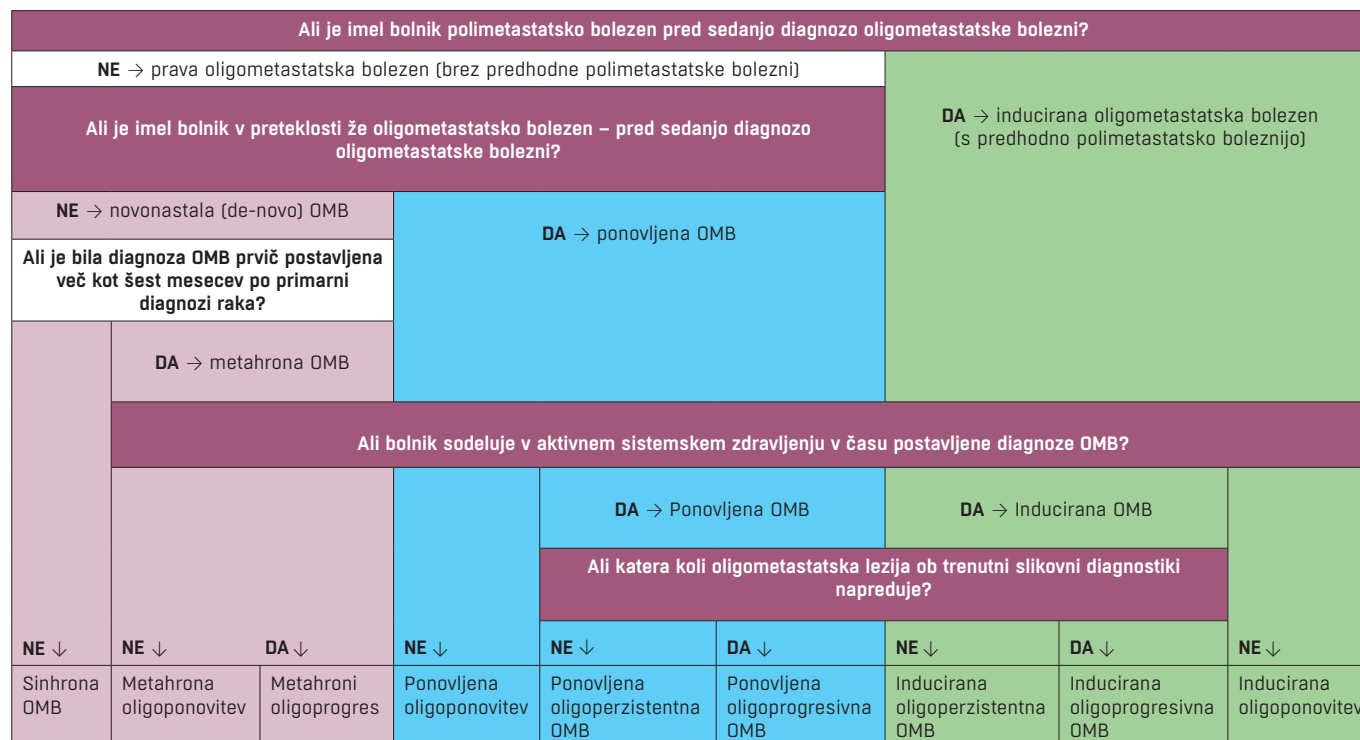 Ali je imel bolnik polimetastatsko bolezen pred sedanjo diagnozo oligometastatske bolezni?
NE → prava oligometastatska bolezen (brez predhodne polimetastatske bolezni)
DA → inducirana oligometastatska bolezen
(s predhodno polimetastatsko boleznijo)
Ali je imel bolnik v preteklosti že oligometastatsko bolezen – pred sedanjo diagnozo
oligometastatske bolezni?
NE → novonastala (de-novo) OMB
DA → ponovljena OMB
Ali je bila diagnoza OMB prvič postavljena
več kot šest mesecev po primarni
diagnozi raka?
DA → metahrona OMB
Ali bolnik sodeluje v aktivnem sistemskem zdravljenju v času postavljene diagnoze OMB?
DA → Ponovljena OMB
DA → Inducirana OMB
Ali katera koli oligometastatska lezija ob trenutni slikovni diagnostiki
napreduje?
NE ↓
NE ↓
DA ↓
NE ↓
NE ↓
DA ↓
NE ↓
DA ↓
NE ↓
Sinhrona
OMB
Metahrona
oligoponovitev
Metahroni
oligoprogres
Ponovljena
oligoponovitev
Ponovljena
oligoperzistentna
OMB
Ponovljena
oligoprogresivna
OMB
Inducirana
oligoperzistentna
OMB
Inducirana
oligoprogresivna
OMB
Inducirana
oligoponovitev